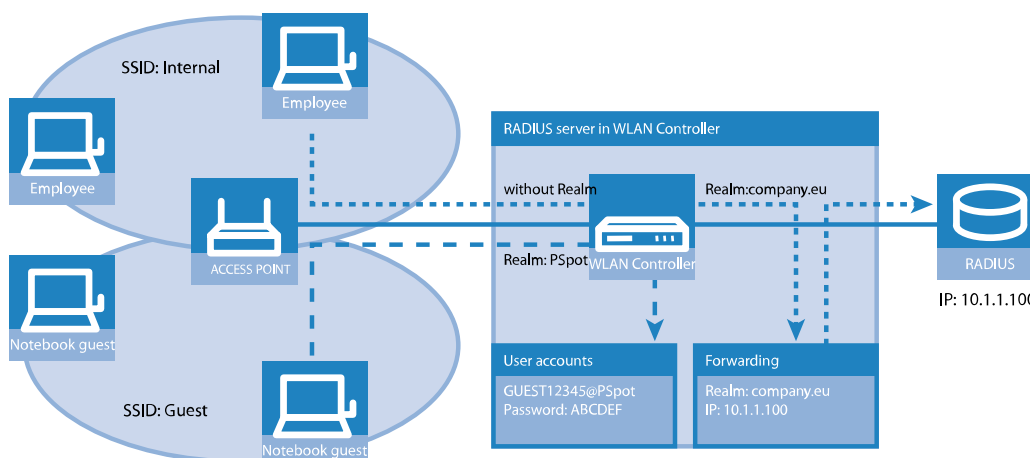 SSID: Internal
Employee
Employee
RADIUS server in WLAN Controller
without Realm
Realm:company.eu
ACCESS POINT
Realm: PSpot
WLAN Controller
RADIUS
IP: 10.1.1.100
Notebook guest
SSID: Guest
Notebook guest
User accounts
GUEST12345@PSpot
Password: ABCDEF
Forwarding
Realm: company.eu
IP: 10.1.1.100